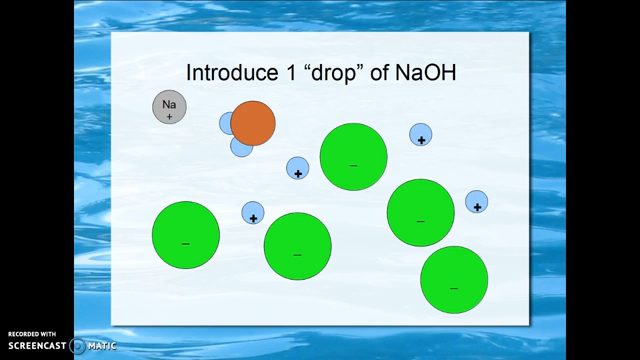 Introduce 1 “drop” of NaOH
Na
+
+
–
+
+
+
–
–
–
–
RECORDED WITH
SCREENCAST MATIC